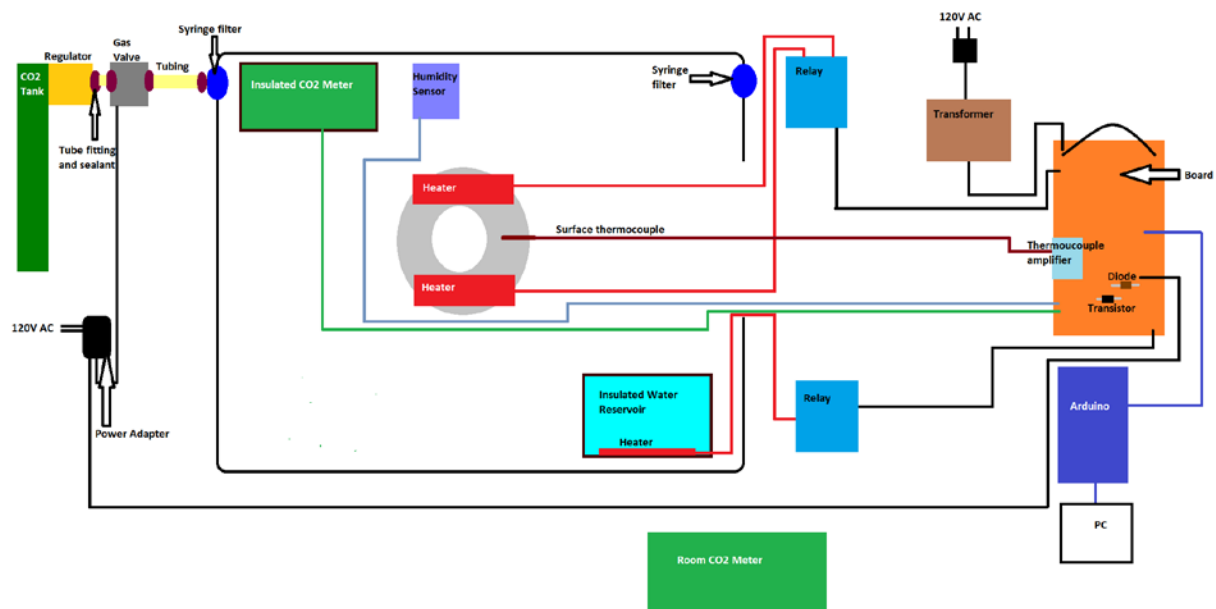 120V AC
Syringe filter
Gas
Valve
Regulator
Tubing
CO2
Tank
Insulated CO2 Meter
Humidity
Sensor
Syringe
filter
Relay
Transformer
Tube fitting
and sealant
Board
Heater
Surface thermocouple
Thermoucouple
amplifier
Heater
Diode
Transistor
120V AC
Power Adapter
Insulated Water
Reservoir
Heater
Relay
Arduino
PC
Room CO2 Meter